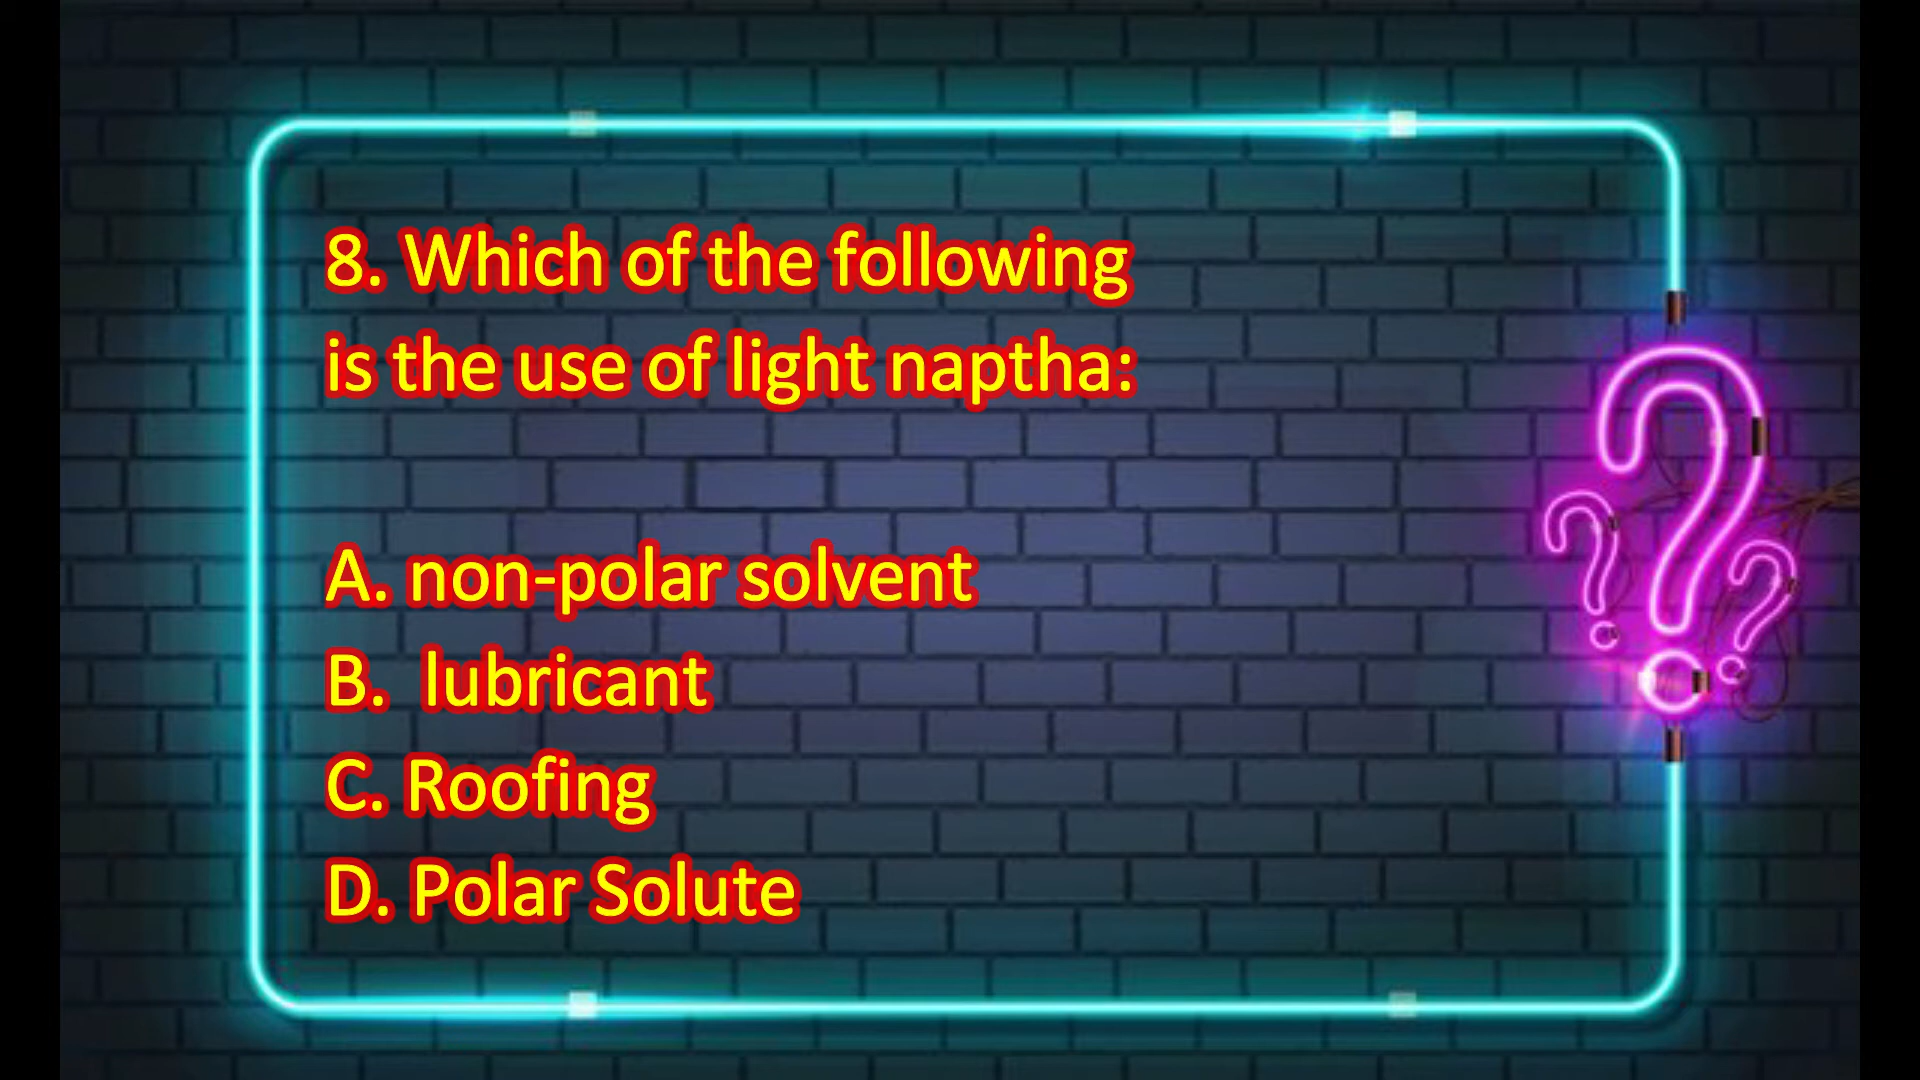 8. Which of the following
is the use of light naptha:
A. non-polar solvent
B. lubricant
C. Roofing
D. Polar Solute